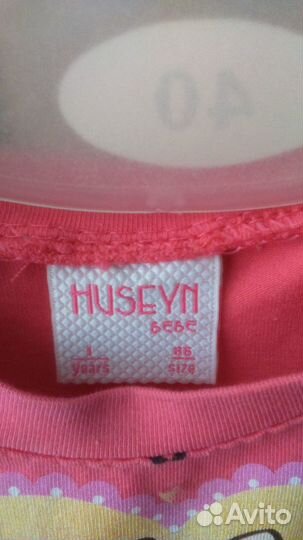 40
HUSEYN
BEBE
1 86
years SIZE
Avito